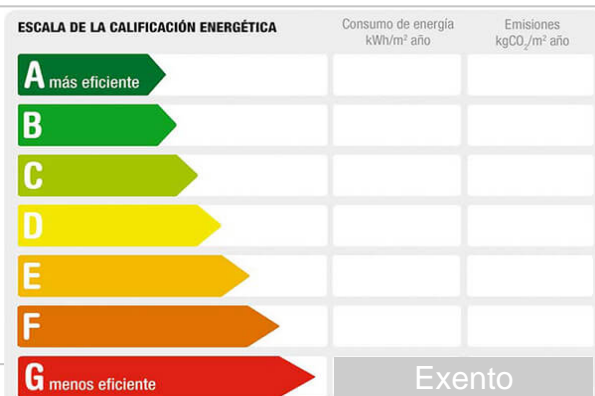 ESCALA DE LA CALIFICACIÓN ENERGÉTICA
Consumo de energía
kWh/m² año
Emisiones
kgCO₂/m² año
A más eficiente
B
C
D
E
F
G menos eficiente
Exento